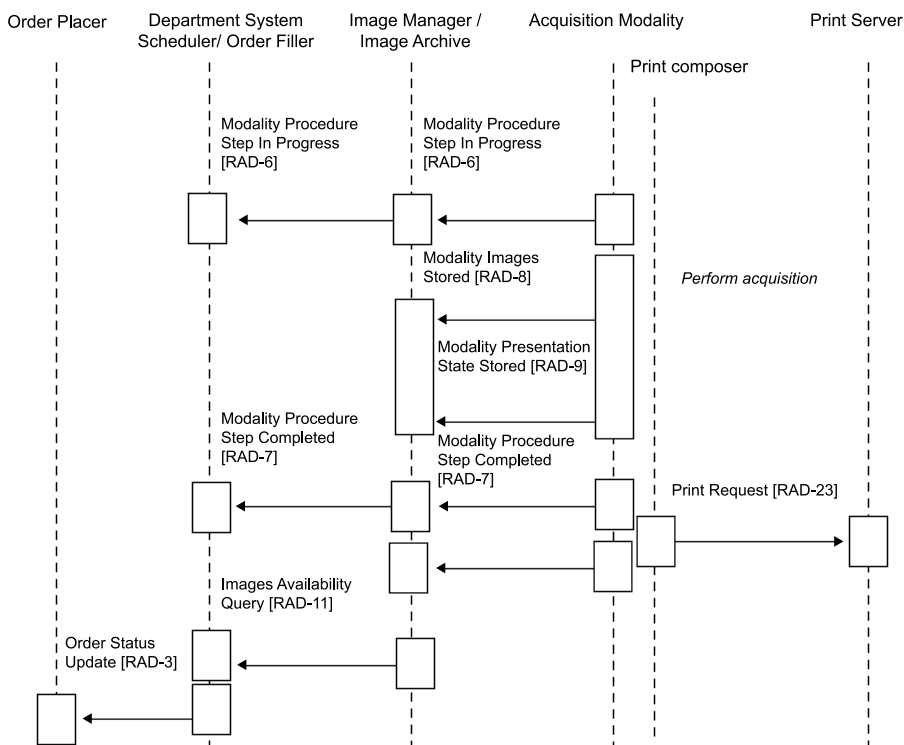 Order Placer
Department System
Scheduler/ Order Filler
Image Manager /
Image Archive
Acquisition Modality
Print Server
Print composer
Modality Procedure
Step In Progress
[RAD-6]
Modality Procedure
Step In Progress
[RAD-6]
Modality Images
Stored [RAD-8]
Perform acquisition
Modality Presentation
State Stored [RAD-9]
Modality Procedure
Step Completed
[RAD-7]
Modality Procedure
Step Completed
[RAD-7]
Print Request [RAD-23]
Images Availability
Query [RAD-11]
Order Status
Update [RAD-3]